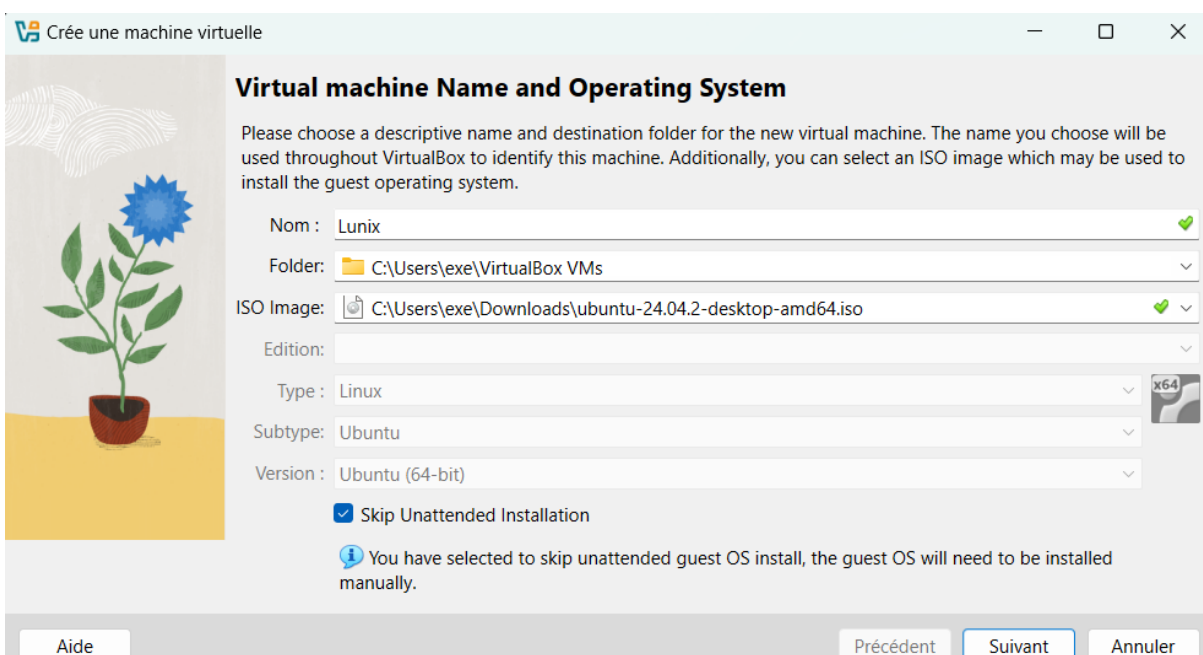 Crée une machine virtuelle
Virtual machine Name and Operating System
Please choose a descriptive name and destination folder for the new virtual machine. The name you choose will be
used throughout VirtualBox to identify this machine. Additionally, you can select an ISO image which may be used to
install the guest operating system.
Nom : Lunix
Folder: C:\Users\exe\VirtualBox VMs
ISO Image: C:\Users\exe\Downloads\ubuntu-24.04.2-desktop-amd64.iso
Edition:
Type : Linux
x64
Subtype: Ubuntu
Version : Ubuntu (64-bit)
Skip Unattended Installation
You have selected to skip unattended guest OS install, the guest OS will need to be installed
manually.
Aide Précédent Suivant Annuler